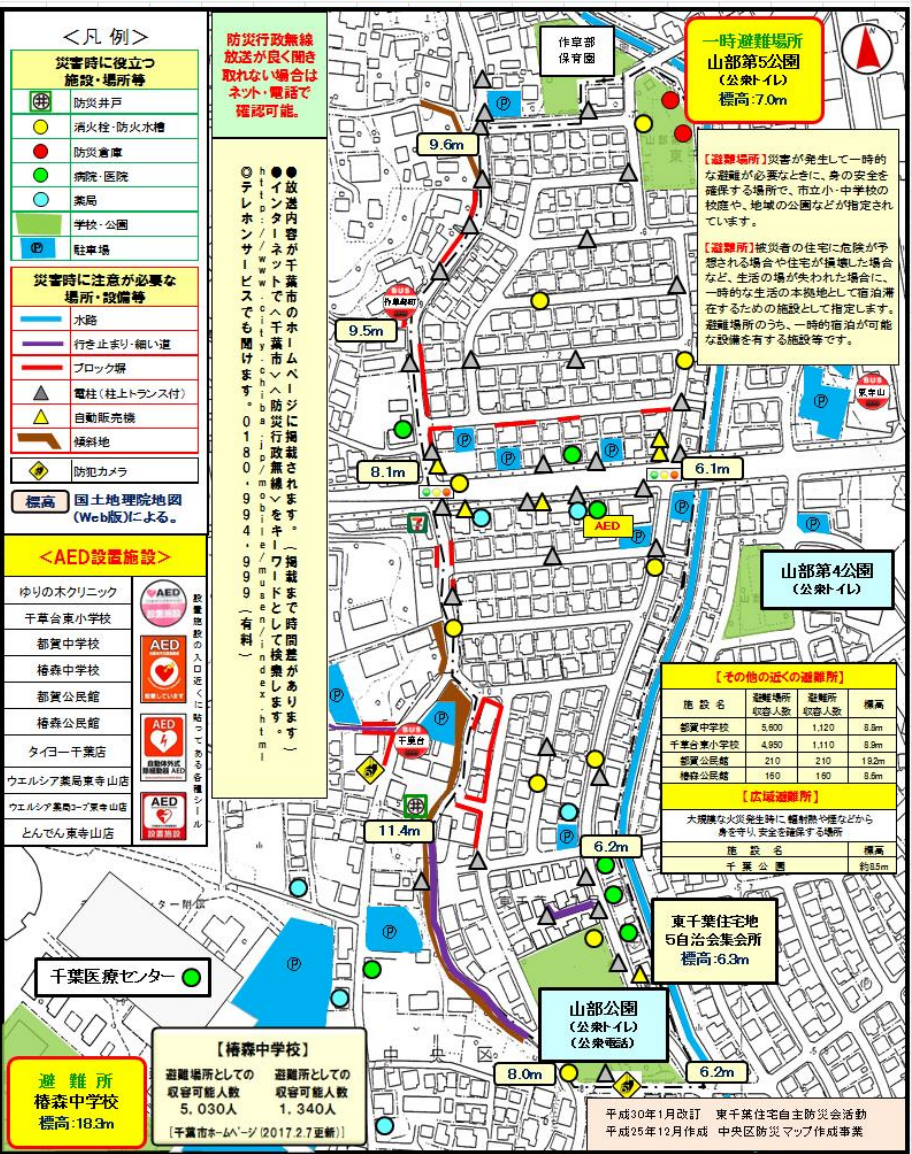 <凡 例>
災害時に役立つ
施設・場所等
防災井戸
消火栓・防火水槽
防災倉庫
病院・医院
薬局
学校・公園
Ⓟ
駐車場
災害時に注意が必要な
場所・設備等
水路
行き止まり・細い道
ブロック塀
電柱(柱上トランス付)
自動販売機
傾斜地
防犯カメラ
標高
国土地理院地図
(Web版)による。
<AED設置施設>
ゆりの木クリニック
千草台東小学校
都賀中学校
椿森中学校
都賀公民館
椿森公民館
タイヨー千葉店
ウエルシア薬局東寺山店
ウエルシア薬局コープ東寺山店
とんでん東寺山店
設置施設の入口近くに貼ってある各種シール
防災行政無線
放送が良く聞き
取れない場合は
ネット・電話で
確認可能。
●放送内容が千葉市のホームページに掲載されます。(掲載まで時間差があります)
●インターネットで<千葉市><防災行政無線>をキーワードとして検索します。
http://www.city.chiba.jp/mobile/musen/index.html
◎テレホンサービスでも聞けます。0180・994・999(有料)
作草部
保育園
一時避難場所
山部第5公園
(公衆トイレ)
標高:7.0m
【避難場所】災害が発生して一時的
な避難が必要なときに、身の安全を
確保する場所で、市立小・中学校の
校庭や、地域の公園などが指定され
ています。
【避難所】被災者の住宅に危険が予
想される場合や住宅が損壊した場合
など、生活の場が失われた場合に、
一時的な生活の本拠地として宿泊滞
在するための施設として指定します。
避難場所のうち、一時的宿泊が可能
な設備を有する施設等です。
9.6m
BUS
作草部町
9.5m
BUS
東寺山
8.1m
6.1m
AED
山部第4公園
(公衆トイレ)
BUS
千葉台
11.4m
6.2m
【その他の近くの避難所】
施 設 名 避難場所収容人数 避難所収容人数 標高
都賀中学校 5,600 1,120 8.8m
千草台東小学校 4,950 1,110 8.9m
都賀公民館 210 210 19.2m
椿森公民館 160 160 8.6m
【広域避難所】
大規模な火災発生時に、輻射熱や煙などから
身を守り、安全を確保する場所
施 設 名 標高
千 葉 公 園 約8.5m
東千葉住宅地
5自治会集会所
標高:6.3m
千葉医療センター
山部公園
(公衆トイレ)
(公衆電話)
8.0m
6.2m
中 央 区
避 難 所
椿森中学校
標高:18.3m
【椿森中学校】
避難場所としての 避難所としての
収容可能人数 収容可能人数
5,030人 1,340人
[千葉市ホームページ(2017.2.7更新)]
平成30年1月改訂 東千葉住宅自主防災会活動
平成25年12月作成 中央区防災マップ作成事業